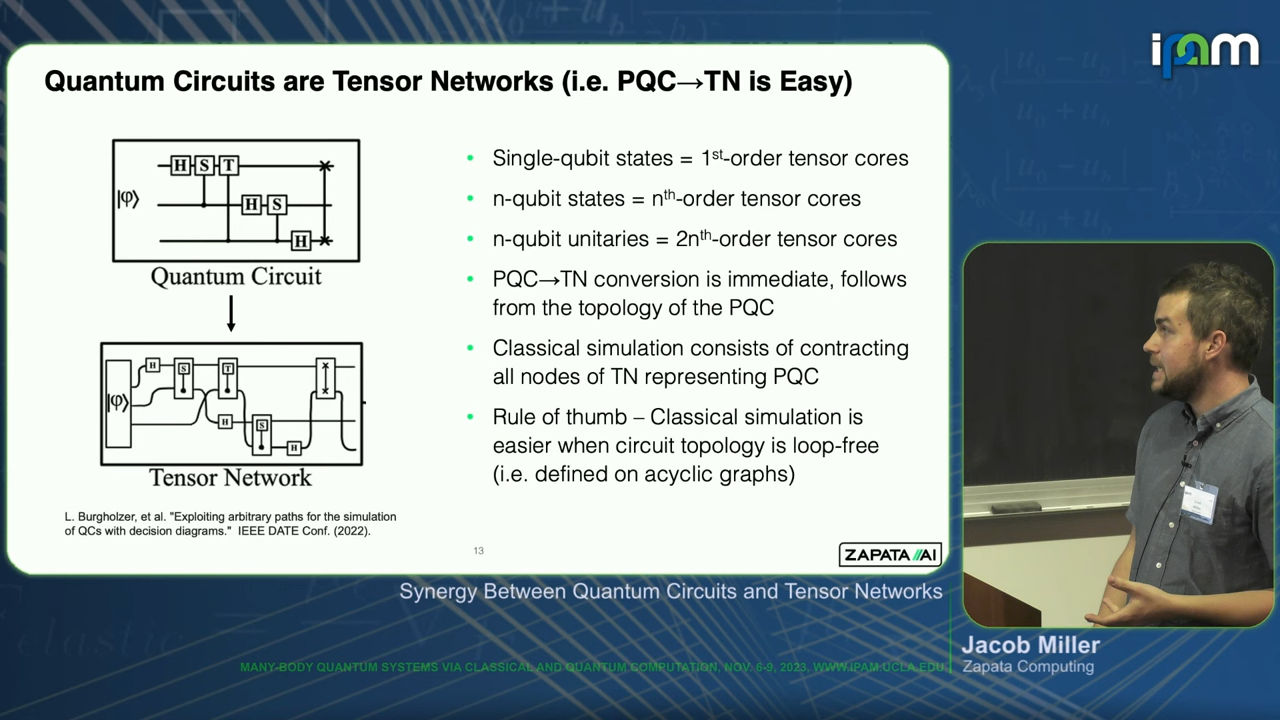 ipam
Quantum Circuits are Tensor Networks (i.e. PQC→TN is Easy)
H S T
|φ⟩
H S
H
Quantum Circuit
H S T
|φ⟩
H
S
H
Tensor Network
L. Burgholzer, et al. "Exploiting arbitrary paths for the simulation
of QCs with decision diagrams." IEEE DATE Conf. (2022).
• Single-qubit states = 1st-order tensor cores
• n-qubit states = nth-order tensor cores
• n-qubit unitaries = 2nth-order tensor cores
• PQC→TN conversion is immediate, follows
from the topology of the PQC
• Classical simulation consists of contracting
all nodes of TN representing PQC
• Rule of thumb – Classical simulation is
easier when circuit topology is loop-free
(i.e. defined on acyclic graphs)
13
ZAPATA//AI
Synergy Between Quantum Circuits and Tensor Networks
Jacob Miller
Zapata Computing
MANY-BODY QUANTUM SYSTEMS VIA CLASSICAL AND QUANTUM COMPUTATION, NOV. 6-9, 2023, WWW.IPAM.UCLA.EDU